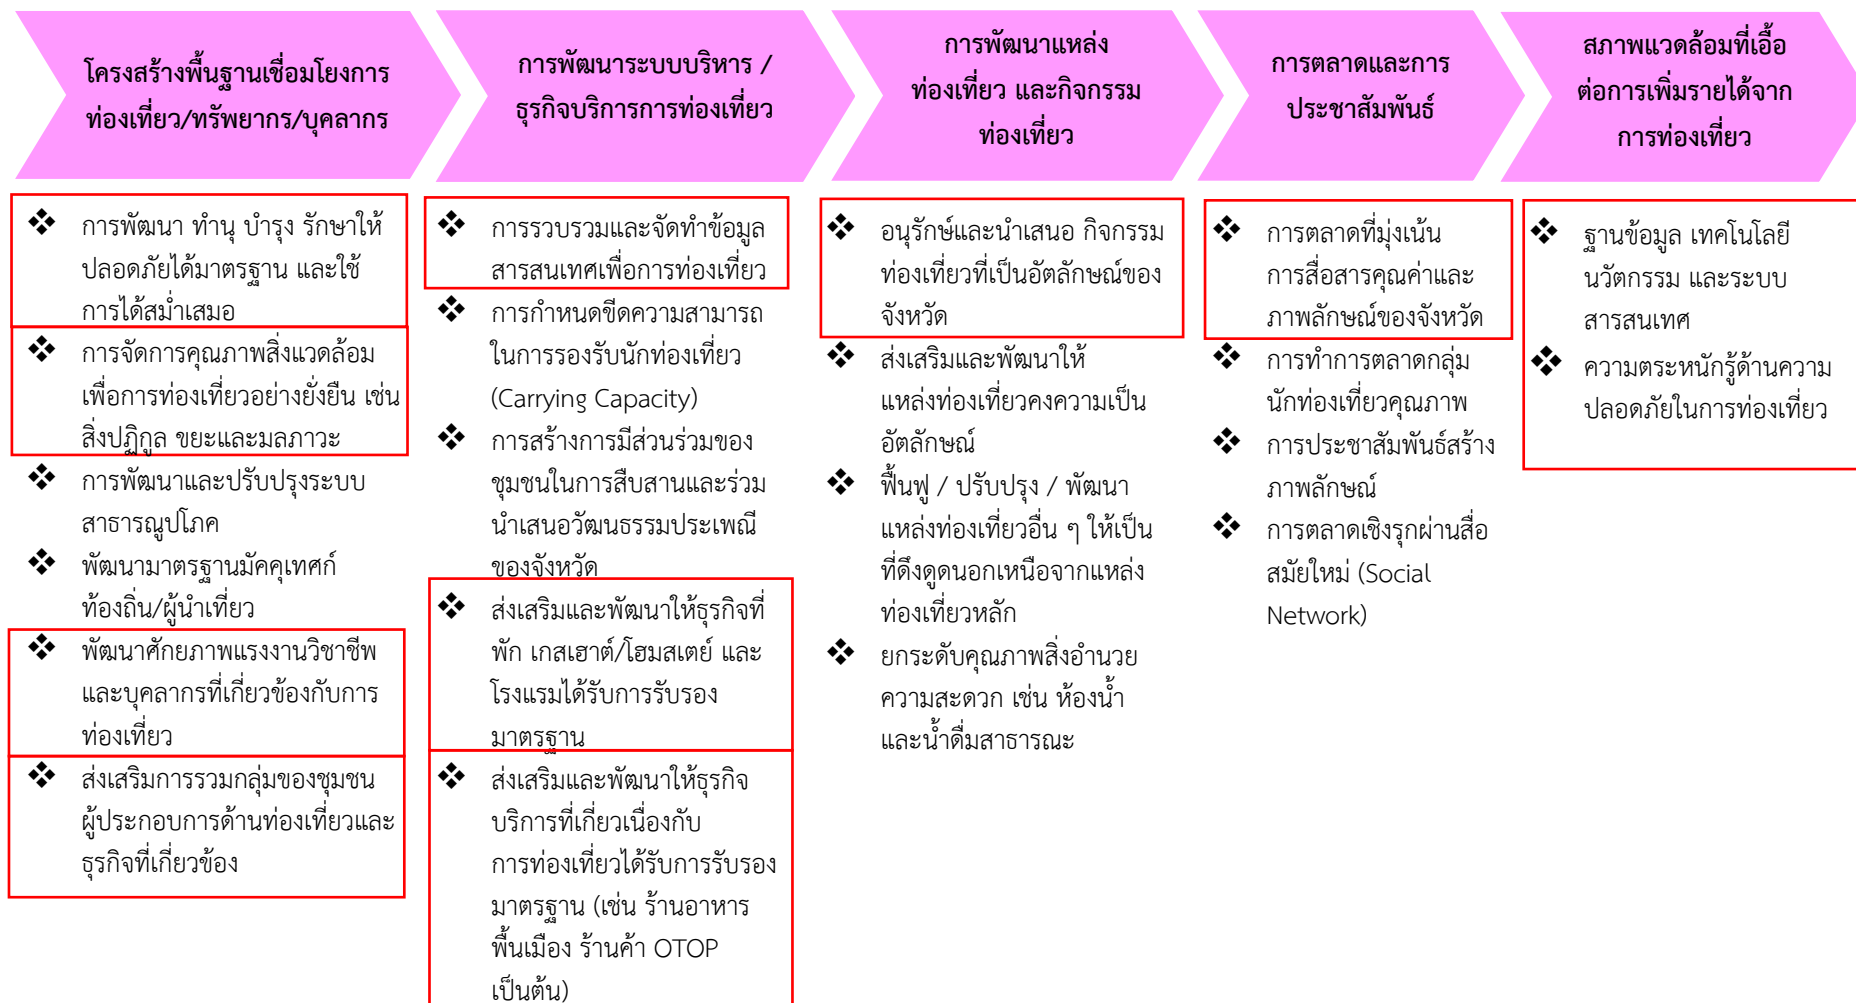 โครงสร้างพื้นฐานเชื่อมโยงการ
ท่องเที่ยว/ทรัพยากร/บุคลากร
การพัฒนาระบบบริหาร /
ธุรกิจบริการการท่องเที่ยว
การพัฒนาแหล่ง
ท่องเที่ยว และกิจกรรม
ท่องเที่ยว
การตลาดและการ
ประชาสัมพันธ์
สภาพแวดล้อมที่เอื้อ
ต่อการเพิ่มรายได้จาก
การท่องเที่ยว
❖ การพัฒนา ทำนุ บำรุง รักษาให้
ปลอดภัยได้มาตรฐาน และใช้
การได้สม่ำเสมอ
❖ การจัดการคุณภาพสิ่งแวดล้อม
เพื่อการท่องเที่ยวอย่างยั่งยืน เช่น
สิ่งปฏิกูล ขยะและมลภาวะ
❖ การพัฒนาและปรับปรุงระบบ
สาธารณูปโภค
❖ พัฒนามาตรฐานมัคคุเทศก์
ท้องถิ่น/ผู้นำเที่ยว
❖ พัฒนาศักยภาพแรงงานวิชาชีพ
และบุคลากรที่เกี่ยวข้องกับการ
ท่องเที่ยว
❖ ส่งเสริมการรวมกลุ่มของชุมชน
ผู้ประกอบการด้านท่องเที่ยวและ
ธุรกิจที่เกี่ยวข้อง
❖ การรวบรวมและจัดทำข้อมูล
สารสนเทศเพื่อการท่องเที่ยว
❖ การกำหนดขีดความสามารถ
ในการรองรับนักท่องเที่ยว
(Carrying Capacity)
❖ การสร้างการมีส่วนร่วมของ
ชุมชนในการสืบสานและร่วม
นำเสนอวัฒนธรรมประเพณี
ของจังหวัด
❖ ส่งเสริมและพัฒนาให้ธุรกิจที่
พัก เกสเฮาต์/โฮมสเตย์ และ
โรงแรมได้รับการรับรอง
มาตรฐาน
❖ ส่งเสริมและพัฒนาให้ธุรกิจ
บริการที่เกี่ยวเนื่องกับ
การท่องเที่ยวได้รับการรับรอง
มาตรฐาน (เช่น ร้านอาหาร
พื้นเมือง ร้านค้า OTOP
เป็นต้น)
❖ อนุรักษ์และนำเสนอ กิจกรรม
ท่องเที่ยวที่เป็นอัตลักษณ์ของ
จังหวัด
❖ ส่งเสริมและพัฒนาให้
แหล่งท่องเที่ยวคงความเป็น
อัตลักษณ์
❖ ฟื้นฟู / ปรับปรุง / พัฒนา
แหล่งท่องเที่ยวอื่น ๆ ให้เป็น
ที่ดึงดูดนอกเหนือจากแหล่ง
ท่องเที่ยวหลัก
❖ ยกระดับคุณภาพสิ่งอำนวย
ความสะดวก เช่น ห้องน้ำ
และน้ำดื่มสาธารณะ
❖ การตลาดที่มุ่งเน้น
การสื่อสารคุณค่าและ
ภาพลักษณ์ของจังหวัด
❖ การทำการตลาดกลุ่ม
นักท่องเที่ยวคุณภาพ
❖ การประชาสัมพันธ์สร้าง
ภาพลักษณ์
❖ การตลาดเชิงรุกผ่านสื่อ
สมัยใหม่ (Social
Network)
❖ ฐานข้อมูล เทคโนโลยี
นวัตกรรม และระบบ
สารสนเทศ
❖ ความตระหนักรู้ด้านความ
ปลอดภัยในการท่องเที่ยว